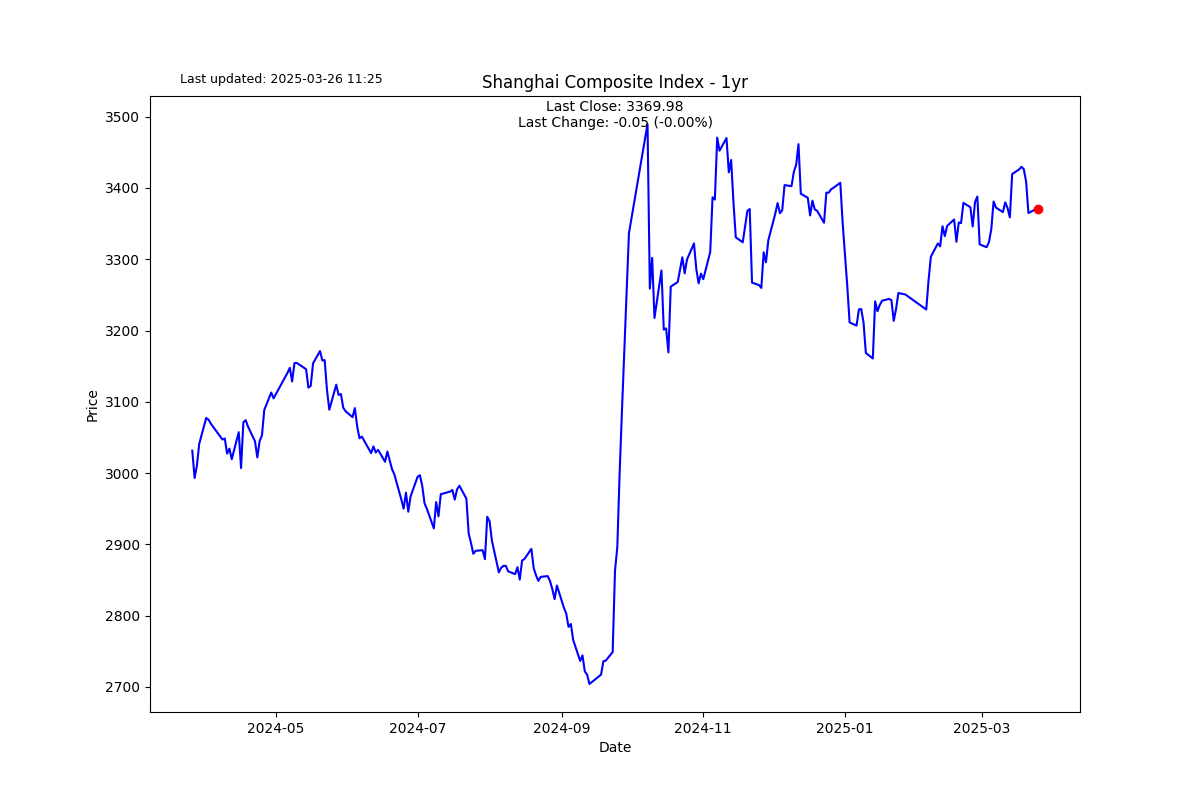 Last updated: 2025-03-26 11:25
Shanghai Composite Index - 1yr
Last Close: 3369.98
Last Change: -0.05 (-0.00%)
3500
3400
3300
3200
3100
3000
2900
2800
2700
Price
2024-05
2024-07
2024-09
2024-11
2025-01
2025-03
Date